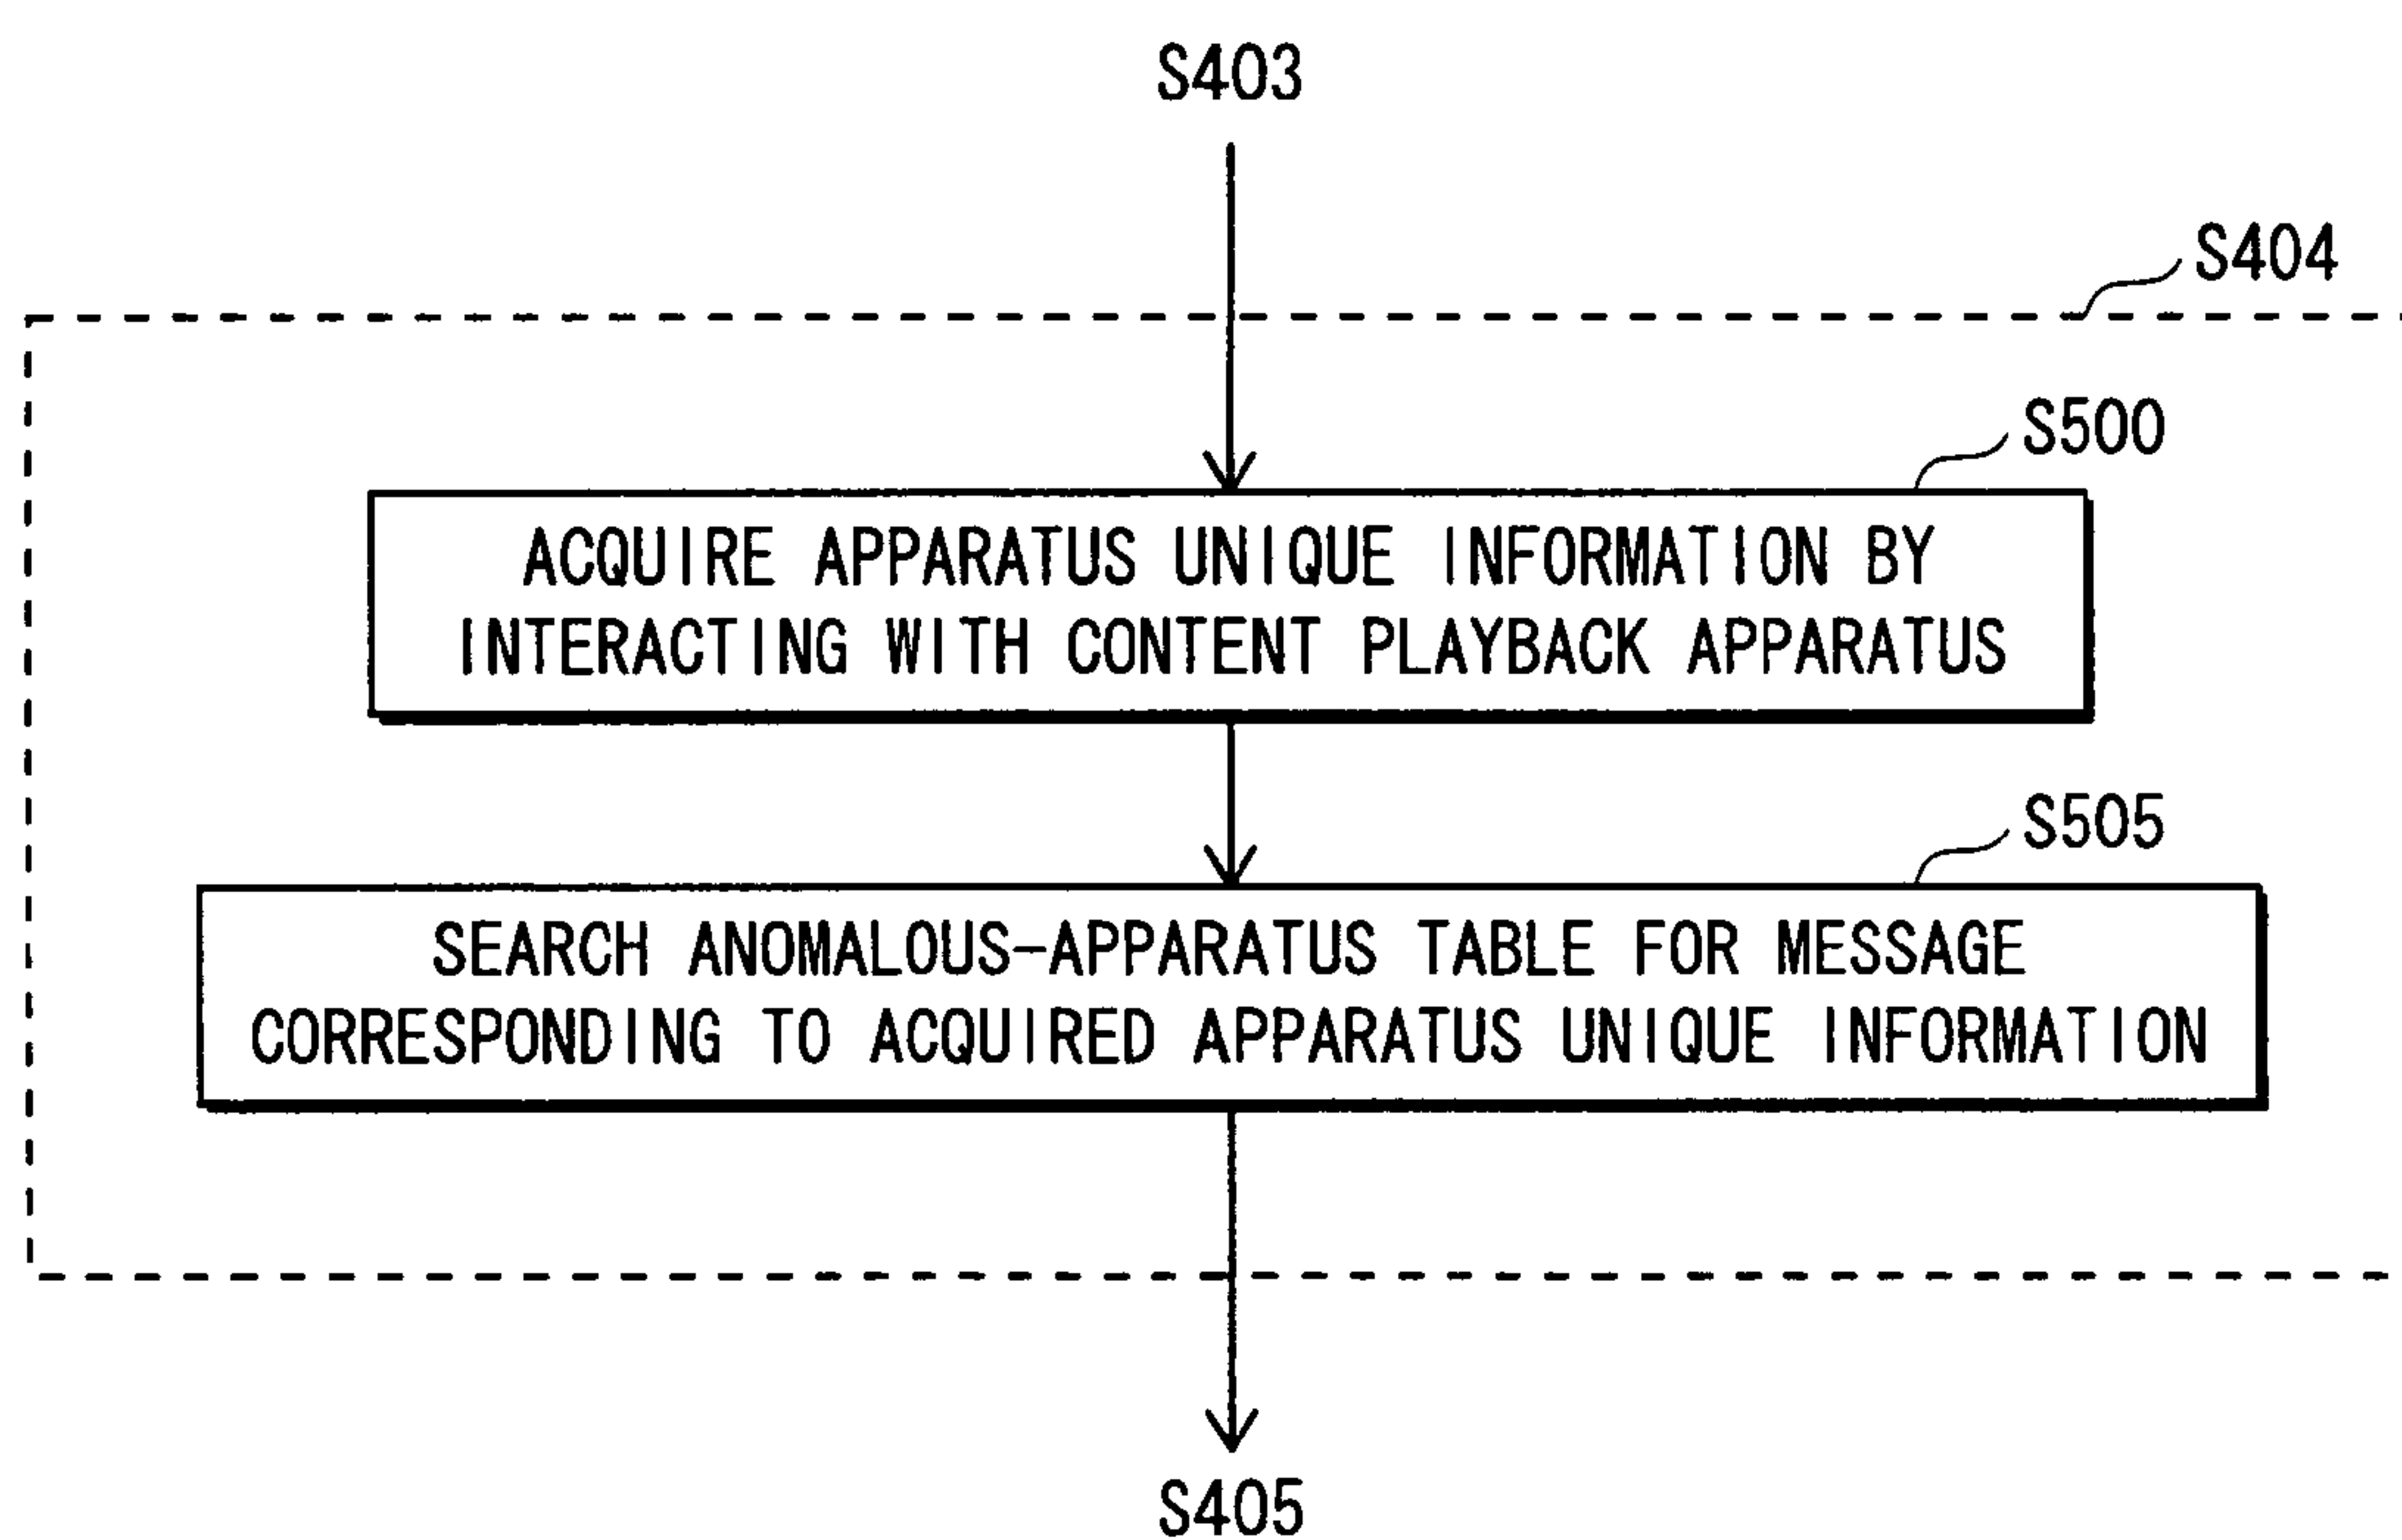 S403
S404
S500
ACQUIRE APPARATUS UNIQUE INFORMATION BY
INTERACTING WITH CONTENT PLAYBACK APPARATUS
S505
SEARCH ANOMALOUS-APPARATUS TABLE FOR MESSAGE
CORRESPONDING TO ACQUIRED APPARATUS UNIQUE INFORMATION
S405